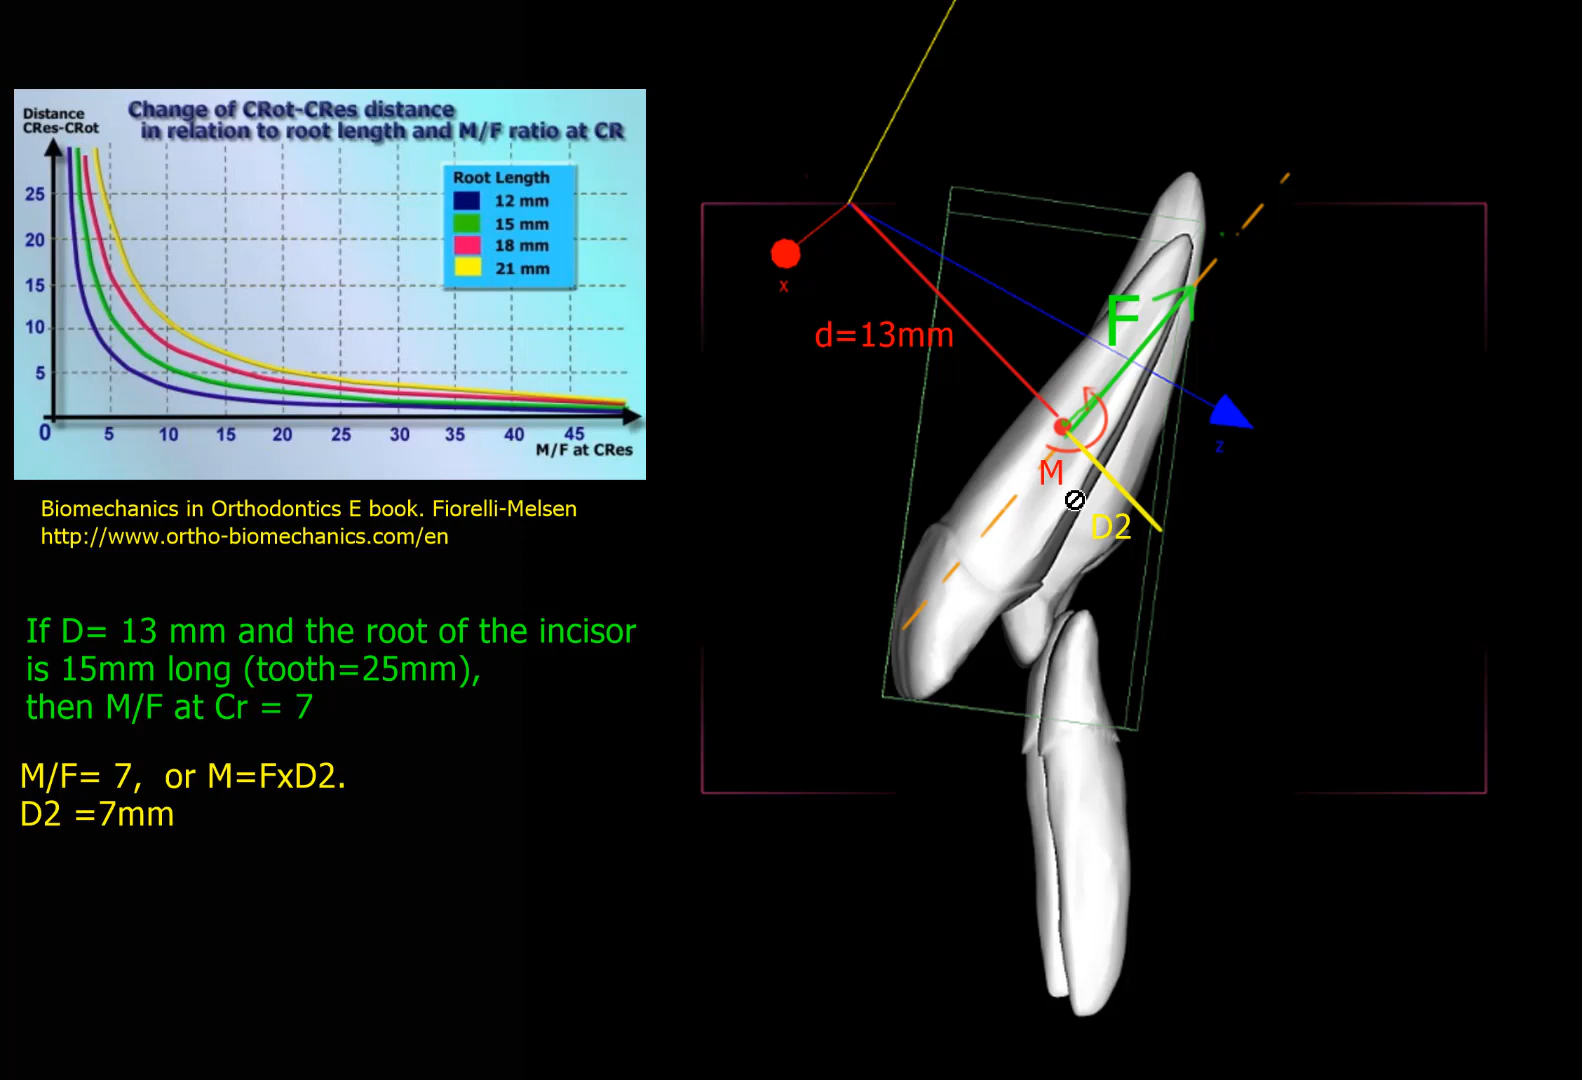 Change of CRot-CRes distance
in relation to root length and M/F ratio at CR
Distance
CRes-CRot
25
20
15
10
5
0
5
10
15
20
25
30
35
40
45
M/F at CRes
Root Length
12 mm
15 mm
18 mm
21 mm
Biomechanics in Orthodontics E book. Fiorelli-Melsen
http://www.ortho-biomechanics.com/en
If D= 13 mm and the root of the incisor
is 15mm long (tooth=25mm),
then M/F at Cr = 7
M/F= 7,  or M=FxD2.
D2 =7mm
x
d=13mm
F
M
D2
z